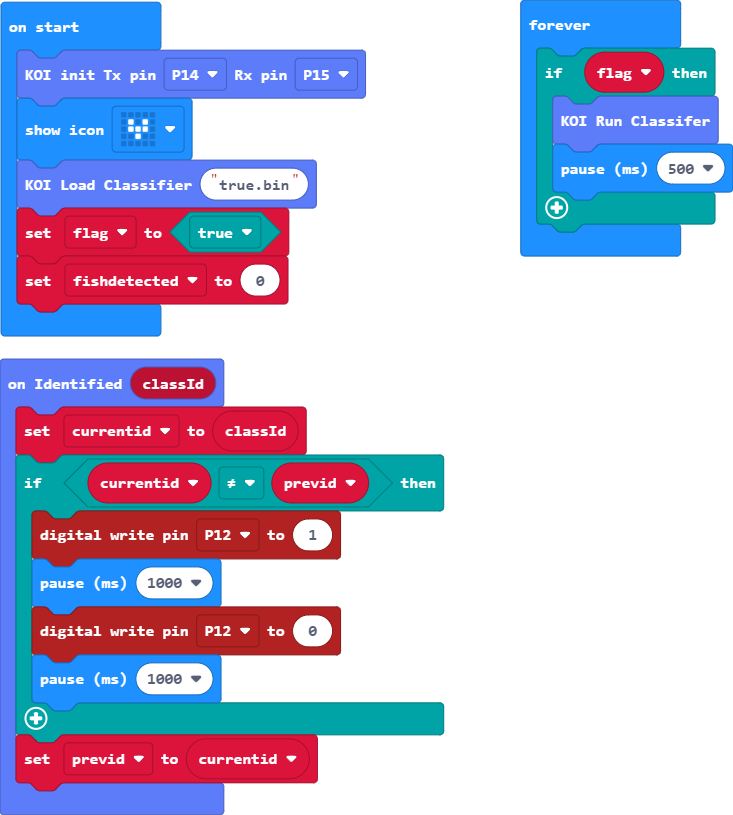 on start
KOI init Tx pin P14 Rx pin P15
show icon
KOI Load Classifier "true.bin"
set flag to true
set fishdetected to 0
forever
if flag then
KOI Run Classifer
pause (ms) 500
on Identified classId
set currentid to classId
if currentid ≠ previd then
digital write pin P12 to 1
pause (ms) 1000
digital write pin P12 to 0
pause (ms) 1000
set previd to currentid